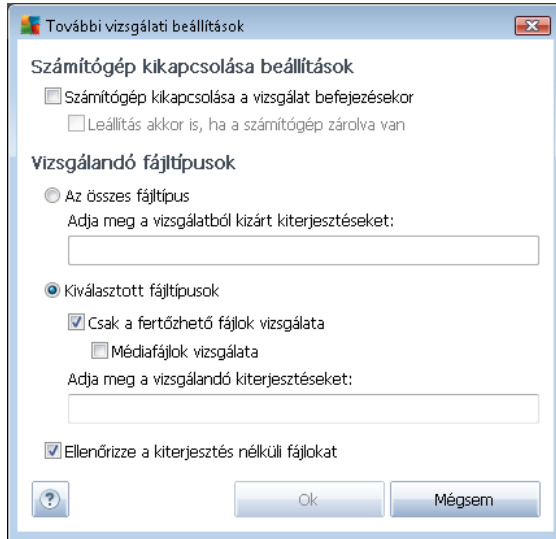 További vizsgálati beállítások
Számítógép kikapcsolása beállítások
Számítógép kikapcsolása a vizsgálat befejezésekor
Leállítás akkor is, ha a számítógép zárolva van
Vizsgálandó fájltípusok
Az összes fájltípus
Adja meg a vizsgálatból kizárt kiterjesztéseket:
Kiválasztott fájltípusok
Csak a fertőzhető fájlok vizsgálata
Médiafájlok vizsgálata
Adja meg a vizsgálandó kiterjesztéseket:
Ellenőrizze a kiterjesztés nélküli fájlokat
? Ok Mégsem